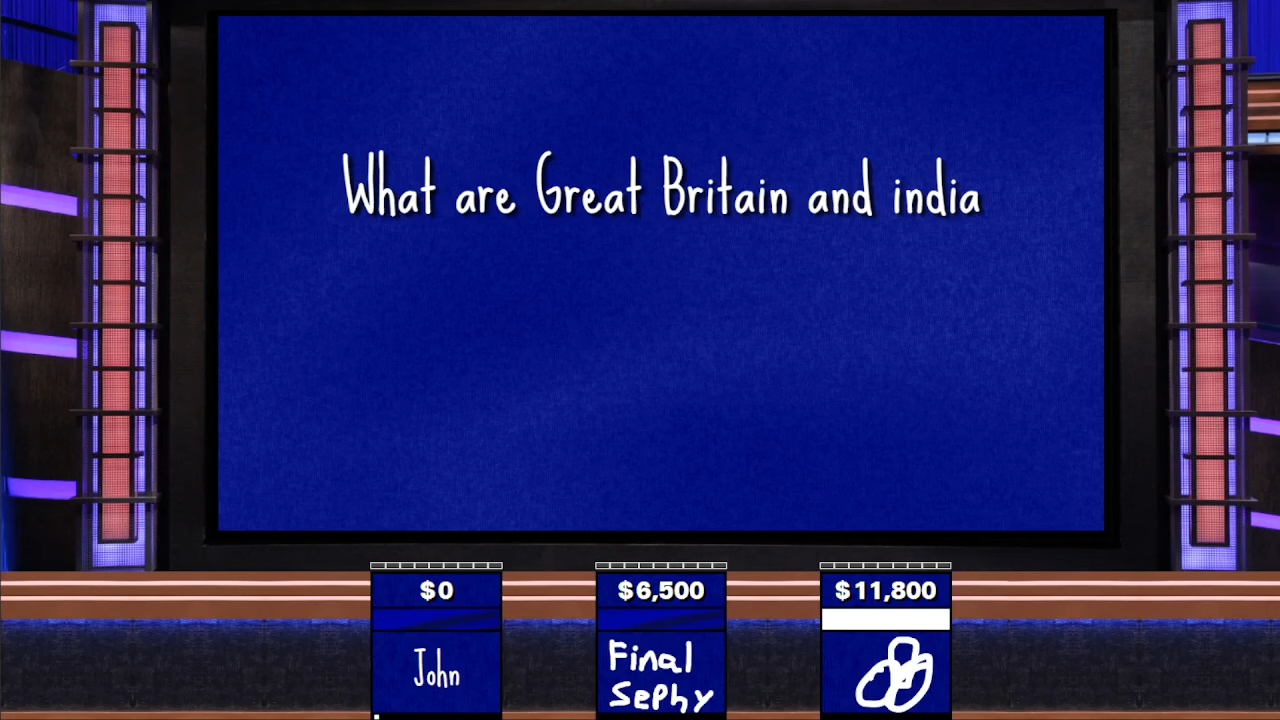 What are Great Britain and india
$0
$6,500
$11,800
John
Final
Sephy